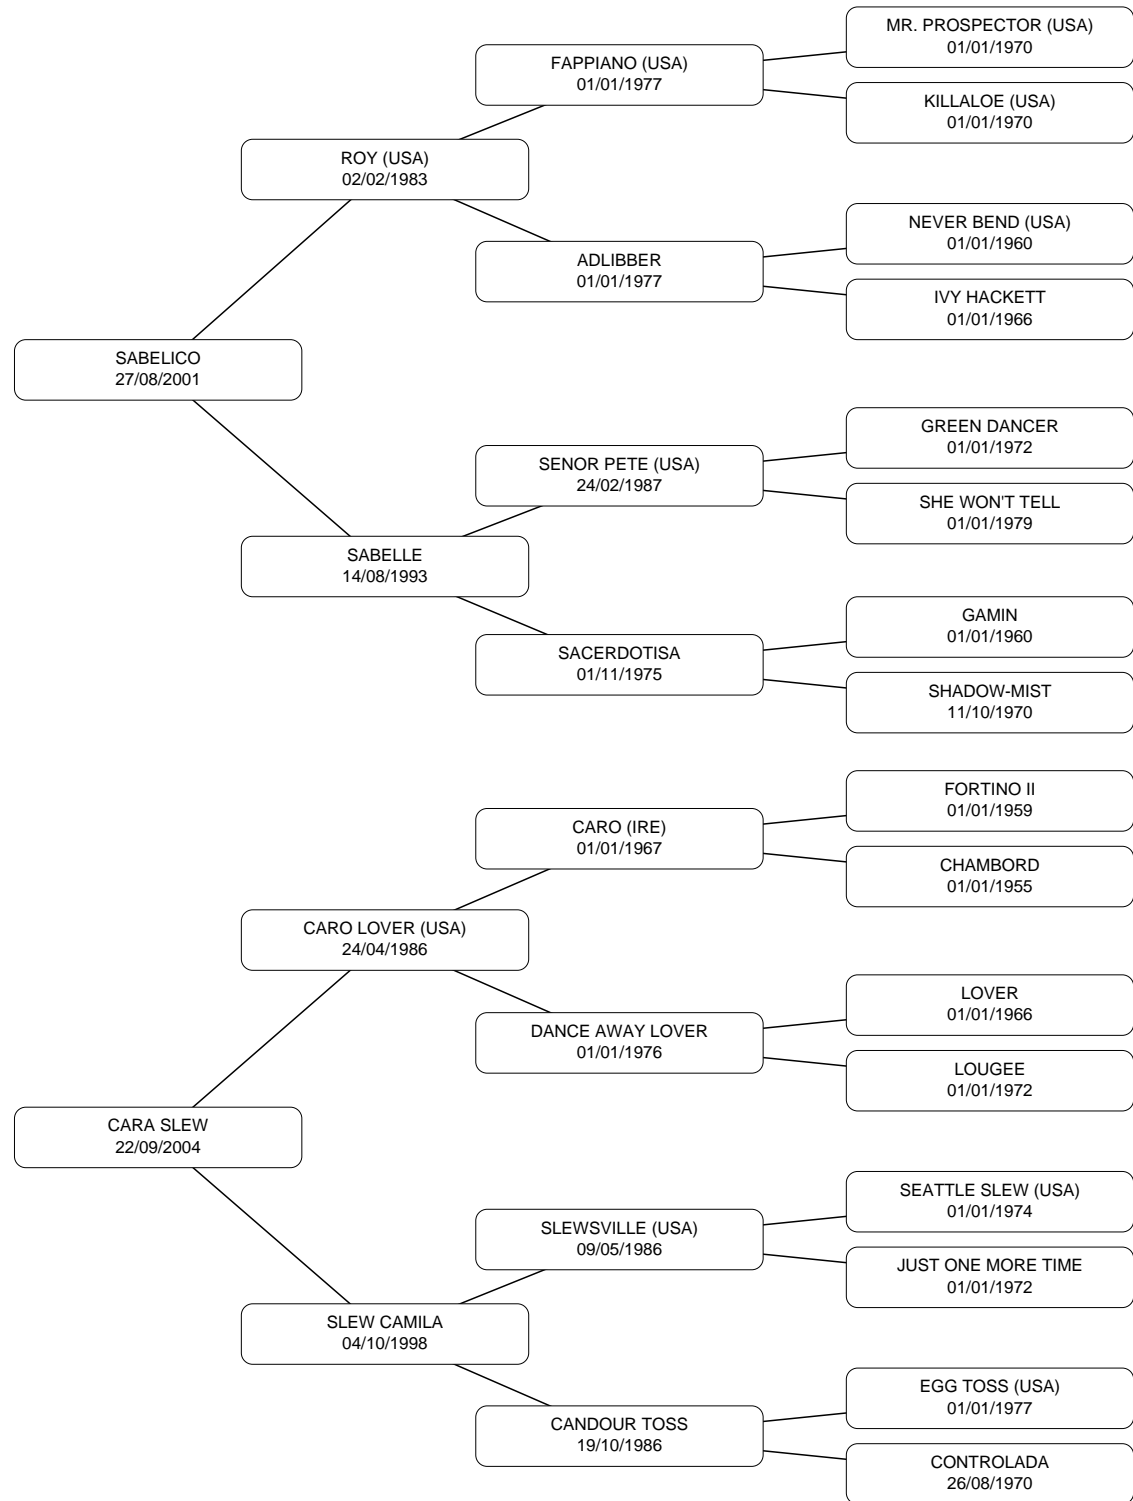 MR. PROSPECTOR (USA)
01/01/1970
FAPPIANO (USA)
01/01/1977
KILLALOE (USA)
01/01/1970
ROY (USA)
02/02/1983
NEVER BEND (USA)
01/01/1960
ADLIBBER
01/01/1977
IVY HACKETT
01/01/1966
SABELICO
27/08/2001
GREEN DANCER
01/01/1972
SENOR PETE (USA)
24/02/1987
SHE WON'T TELL
01/01/1979
SABELLE
14/08/1993
GAMIN
01/01/1960
SACERDOTISA
01/11/1975
SHADOW-MIST
11/10/1970
FORTINO II
01/01/1959
CARO (IRE)
01/01/1967
CHAMBORD
01/01/1955
CARO LOVER (USA)
24/04/1986
LOVER
01/01/1966
DANCE AWAY LOVER
01/01/1976
LOUGEE
01/01/1972
CARA SLEW
22/09/2004
SEATTLE SLEW (USA)
01/01/1974
SLEWSVILLE (USA)
09/05/1986
JUST ONE MORE TIME
01/01/1972
SLEW CAMILA
04/10/1998
EGG TOSS (USA)
01/01/1977
CANDOUR TOSS
19/10/1986
CONTROLADA
26/08/1970